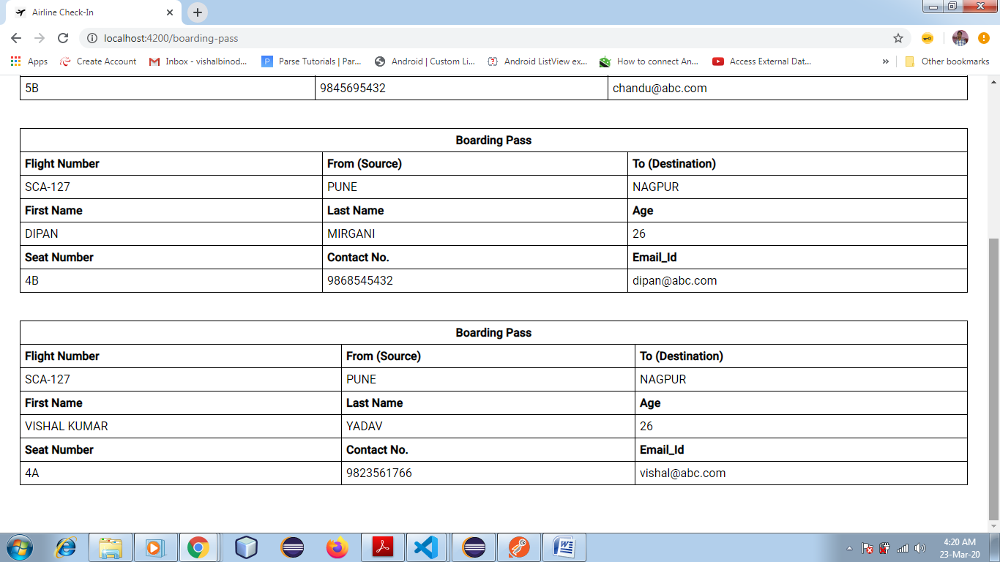 Airline Check-In
localhost:4200/boarding-pass
Apps Create Account Inbox - vishalbinod... Parse Tutorials | Par... Android | Custom Li... Android ListView ex... How to connect An... Access External Dat... » Other bookmarks
5B 9845695432 chandu@abc.com
Boarding Pass
Flight Number From (Source) To (Destination)
SCA-127 PUNE NAGPUR
First Name Last Name Age
DIPAN MIRGANI 26
Seat Number Contact No. Email_Id
4B 9868545432 dipan@abc.com
Boarding Pass
Flight Number From (Source) To (Destination)
SCA-127 PUNE NAGPUR
First Name Last Name Age
VISHAL KUMAR YADAV 26
Seat Number Contact No. Email_Id
4A 9823561766 vishal@abc.com
4:20 AM
23-Mar-20